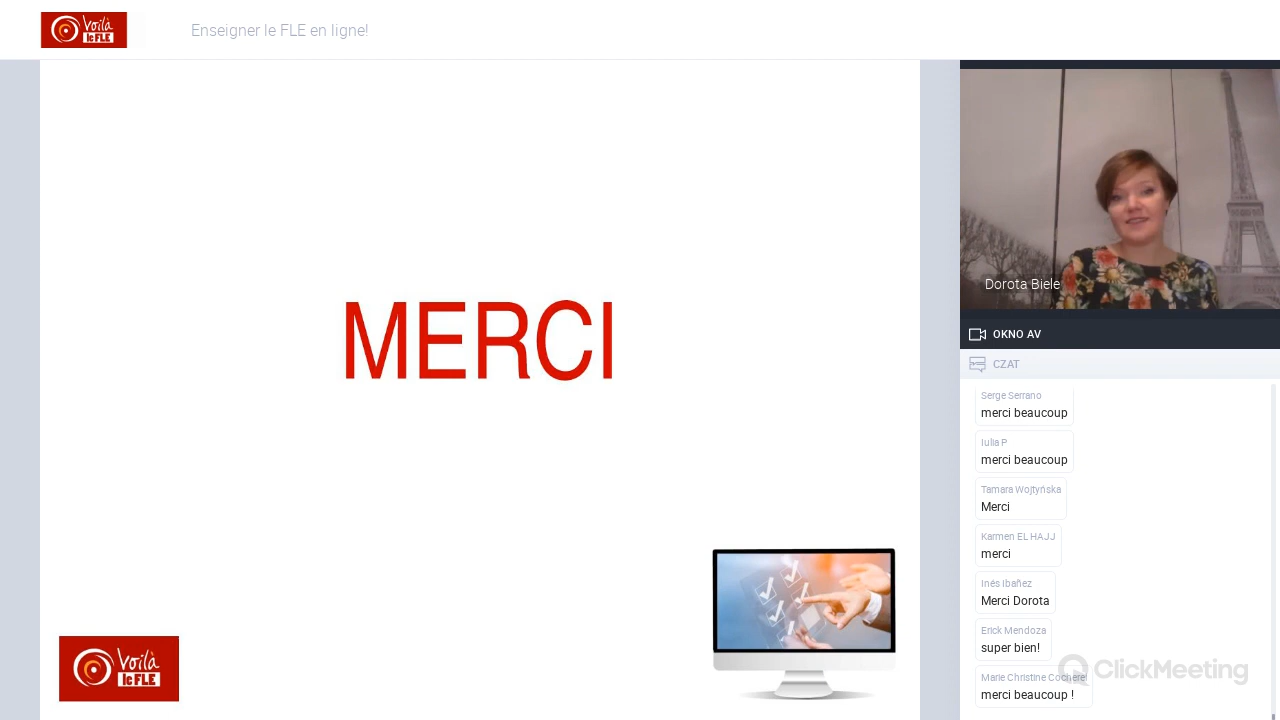 Voilà
le FLE
Enseigner le FLE en ligne!
MERCI
Voilà
le FLE
Dorota Biele
OKNO AV
CZAT
Serge Serrano
merci beaucoup
Iulia P
merci beaucoup
Tamara Wojtyńska
Merci
Karmen EL HAJJ
merci
Inés Ibañez
Merci Dorota
Erick Mendoza
super bien!
Marie Christine Cochere!
merci beaucoup !
ClickMeeting